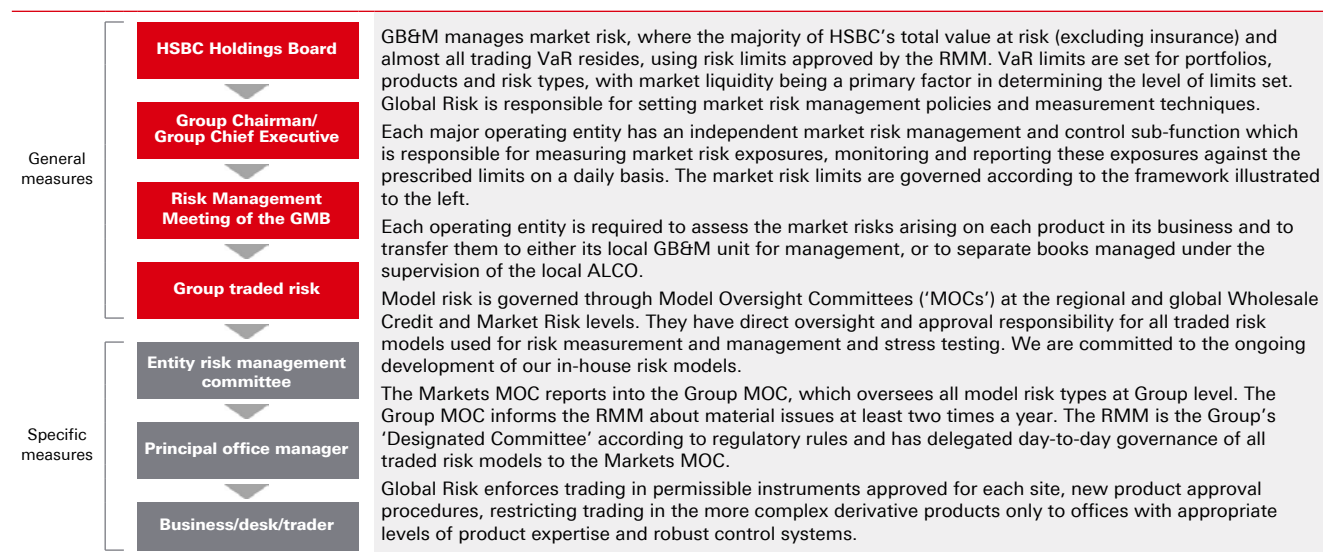 HSBC Holdings Board
Group Chairman/
Group Chief Executive
General
measures
Risk Management
Meeting of the GMB
Group traded risk
Entity risk management
committee
Specific
measures
Principal office manager
Business/desk/trader
GB&M manages market risk, where the majority of HSBC's total value at risk (excluding insurance) and
almost all trading VaR resides, using risk limits approved by the RMM. VaR limits are set for portfolios,
products and risk types, with market liquidity being a primary factor in determining the level of limits set.
Global Risk is responsible for setting market risk management policies and measurement techniques.
Each major operating entity has an independent market risk management and control sub-function which
is responsible for measuring market risk exposures, monitoring and reporting these exposures against the
prescribed limits on a daily basis. The market risk limits are governed according to the framework illustrated
to the left.
Each operating entity is required to assess the market risks arising on each product in its business and to
transfer them to either its local GB&M unit for management, or to separate books managed under the
supervision of the local ALCO.
Model risk is governed through Model Oversight Committees ('MOCs') at the regional and global Wholesale
Credit and Market Risk levels. They have direct oversight and approval responsibility for all traded risk
models used for risk measurement and management and stress testing. We are committed to the ongoing
development of our in-house risk models.
The Markets MOC reports into the Group MOC, which oversees all model risk types at Group level. The
Group MOC informs the RMM about material issues at least two times a year. The RMM is the Group's
'Designated Committee' according to regulatory rules and has delegated day-to-day governance of all
traded risk models to the Markets MOC.
Global Risk enforces trading in permissible instruments approved for each site, new product approval
procedures, restricting trading in the more complex derivative products only to offices with appropriate
levels of product expertise and robust control systems.